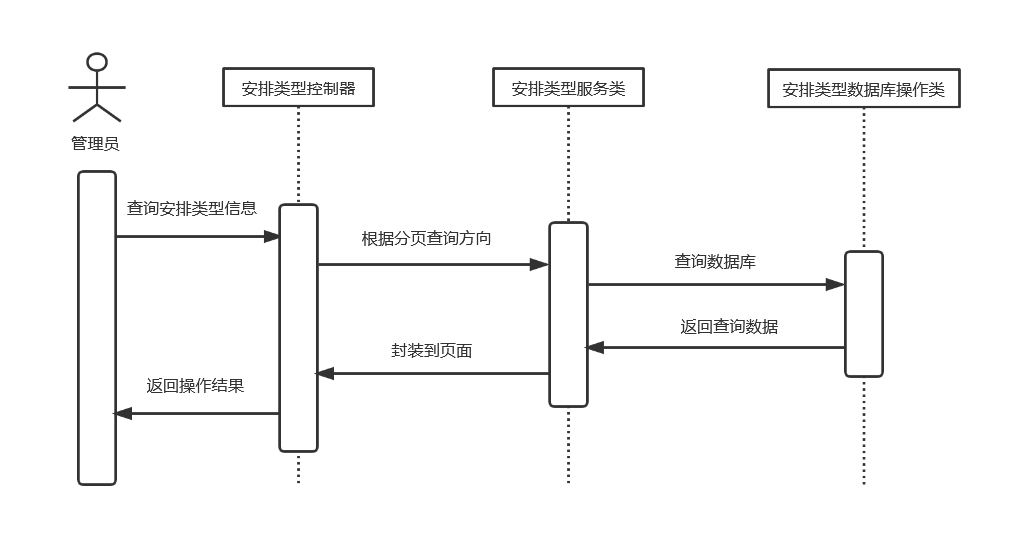 安排类型控制器
安排类型服务类
安排类型数据库操作类
管理员
查询安排类型信息
根据分页查询方向
查询数据库
返回查询数据
封装到页面
返回操作结果